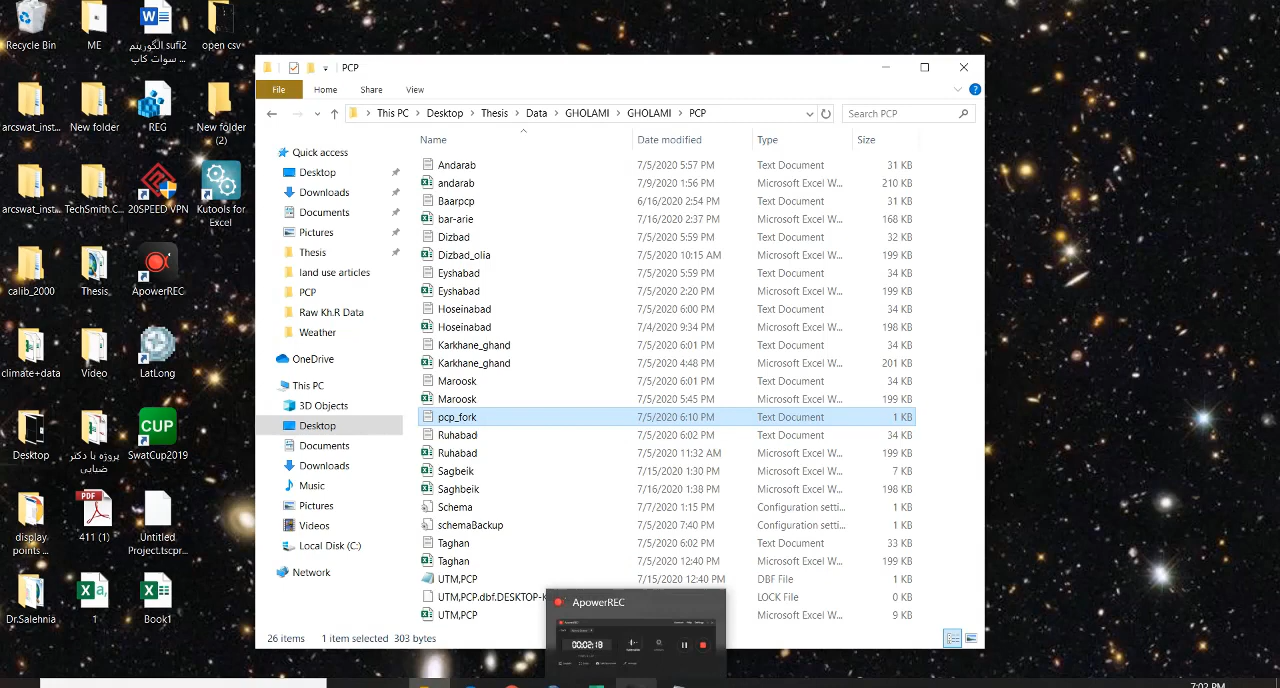 Recycle Bin
ME
الگوریتم sufi2
سوات کاپ ...
open csv
arcswat_inst...
New folder
REG
New folder
(2)
arcswat_inst...
TechSmith.C...
20SPEED VPN
Kutools for
Excel
calib_2000
Thesis
ApowerREC
climate+data
Video
LatLong
CUP
Desktop
پروژه با دکتر
ضیایی
SwatCup2019
display
points ...
PDF
411 (1)
Untitled
Project.tscpr...
Dr.Salehnia
1
Book1
PCP
File Home Share View
This PC > Desktop > Thesis > Data > GHOLAMI > GHOLAMI > PCP
Search PCP
Quick access
Desktop
Downloads
Documents
Pictures
Thesis
land use articles
PCP
Raw Kh.R Data
Weather
OneDrive
This PC
3D Objects
Desktop
Documents
Downloads
Music
Pictures
Videos
Local Disk (C:)
Network
Name Date modified Type Size
Andarab 7/5/2020 5:57 PM Text Document 31 KB
andarab 7/9/2020 1:56 PM Microsoft Excel W... 210 KB
Baarpcp 6/16/2020 2:54 PM Text Document 31 KB
bar-arie 7/16/2020 2:37 PM Microsoft Excel W... 168 KB
Dizbad 7/5/2020 5:59 PM Text Document 32 KB
Dizbad_olia 7/5/2020 10:15 AM Microsoft Excel W... 199 KB
Eyshabad 7/5/2020 5:59 PM Text Document 34 KB
Eyshabad 7/5/2020 2:20 PM Microsoft Excel W... 199 KB
Hoseinabad 7/5/2020 6:00 PM Text Document 34 KB
Hoseinabad 7/4/2020 9:34 PM Microsoft Excel W... 198 KB
Karkhane_ghand 7/5/2020 6:01 PM Text Document 34 KB
Karkhane_ghand 7/5/2020 4:48 PM Microsoft Excel W... 201 KB
Maroosk 7/5/2020 6:01 PM Text Document 34 KB
Maroosk 7/5/2020 5:45 PM Microsoft Excel W... 199 KB
pcp_fork 7/5/2020 6:10 PM Text Document 1 KB
Ruhabad 7/5/2020 6:02 PM Text Document 34 KB
Ruhabad 7/5/2020 11:32 AM Microsoft Excel W... 199 KB
Sagbeik 7/15/2020 1:30 PM Microsoft Excel W... 7 KB
Saghbeik 7/16/2020 1:38 PM Microsoft Excel W... 198 KB
Schema 7/7/2020 1:15 PM Configuration setti... 1 KB
schemaBackup 7/5/2020 7:40 PM Configuration setti... 1 KB
Taghan 7/5/2020 6:02 PM Text Document 33 KB
Taghan 7/5/2020 12:40 PM Microsoft Excel W... 199 KB
UTM,PCP 7/15/2020 12:40 PM DBF File 1 KB
UTM,PCP.dbf.DESKTOP-K LOCK File 0 KB
UTM,PCP Microsoft Excel W... 9 KB
26 items 1 item selected 303 bytes
ApowerREC
00:02:18
7:02 PM